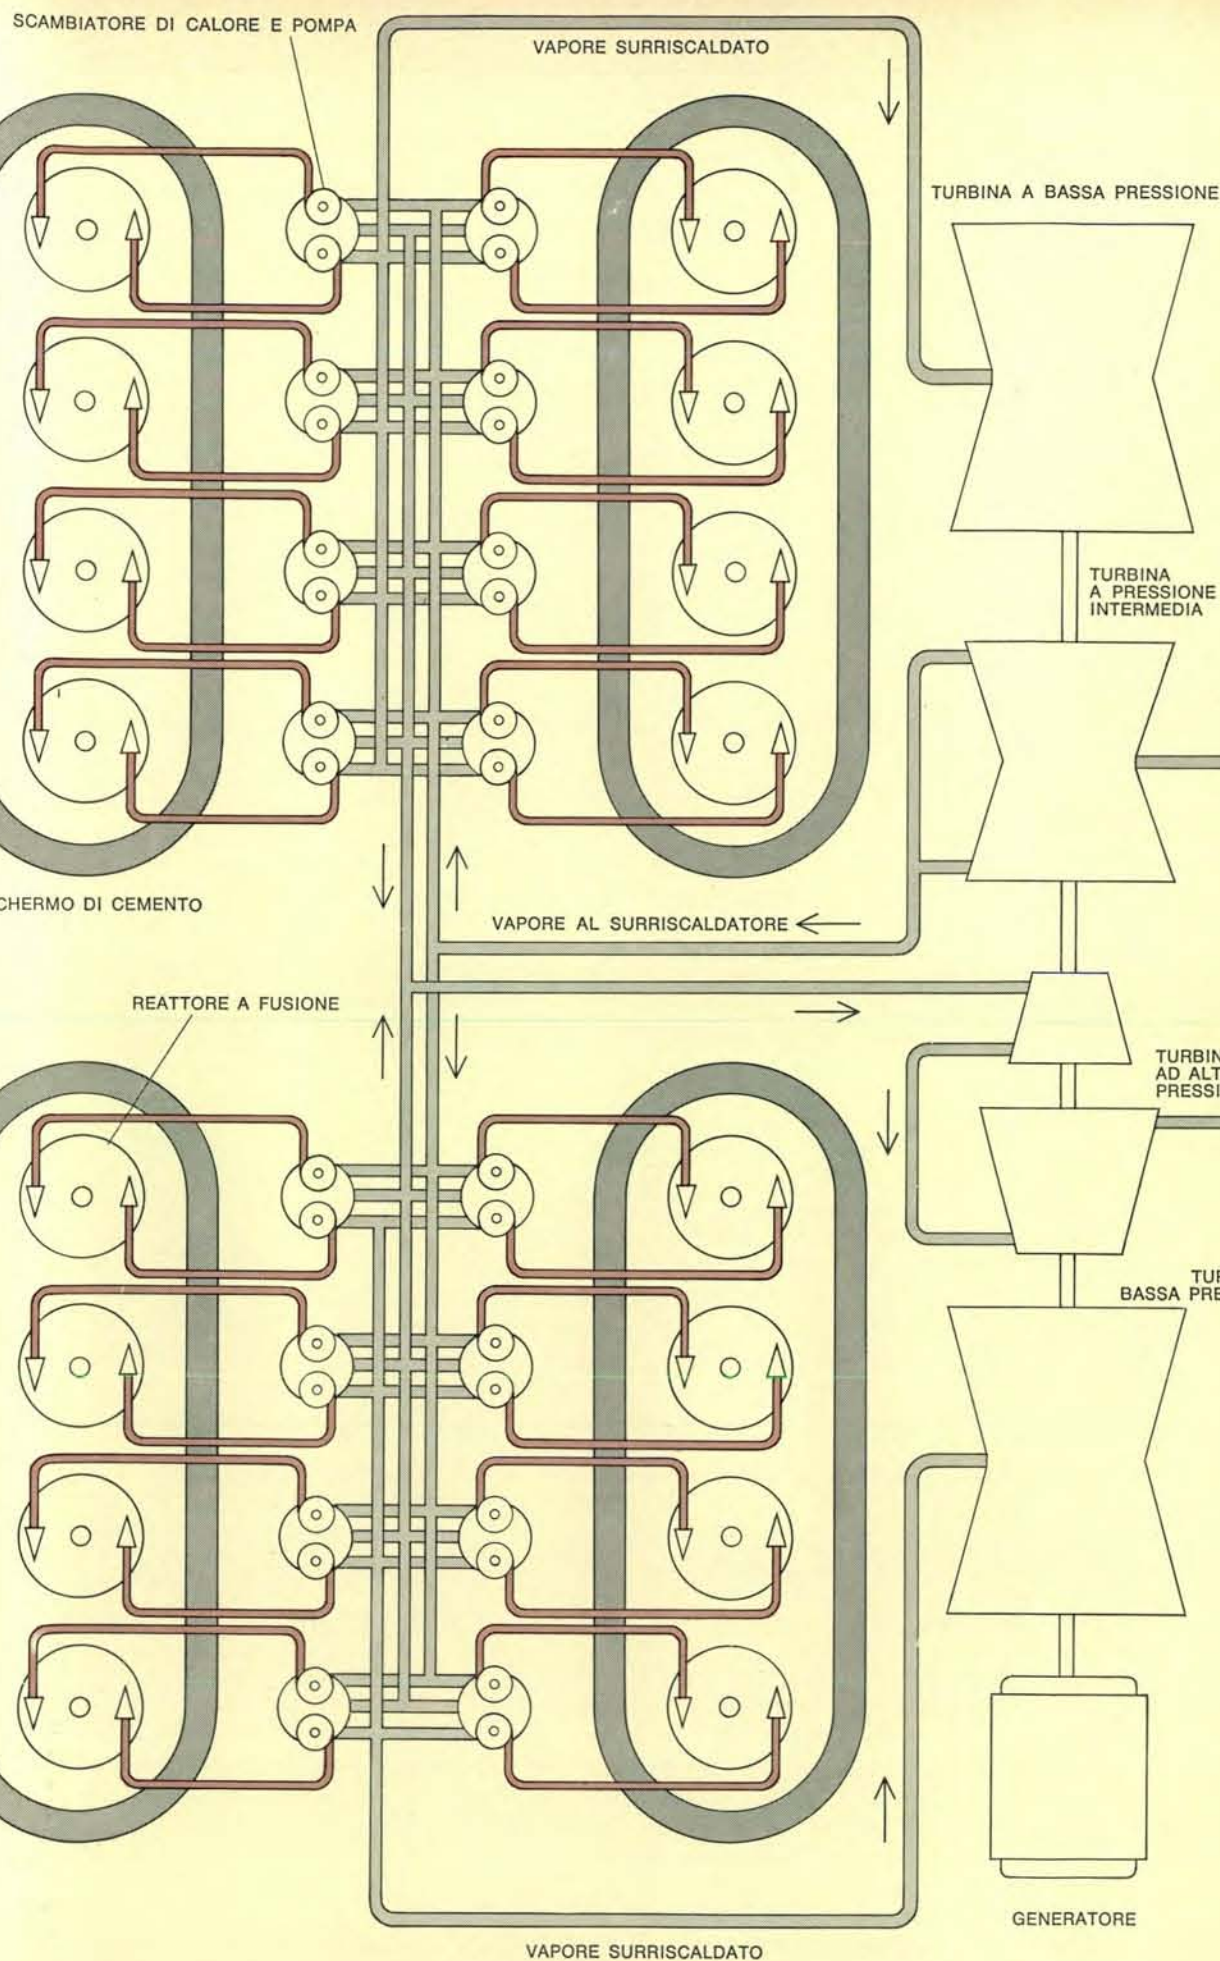 SCAMBIATORE DI CALORE E POMPA
VAPORE SURRISCALDATO
TURBINA A BASSA PRESSIONE
TURBINA
A PRESSIONE
INTERMEDIA
CHERMO DI CEMENTO
VAPORE AL SURRISCALDATORE
REATTORE A FUSIONE
TURBIN
AD ALT
PRESSI
TUR
BASSA PRE
GENERATORE
VAPORE SURRISCALDATO